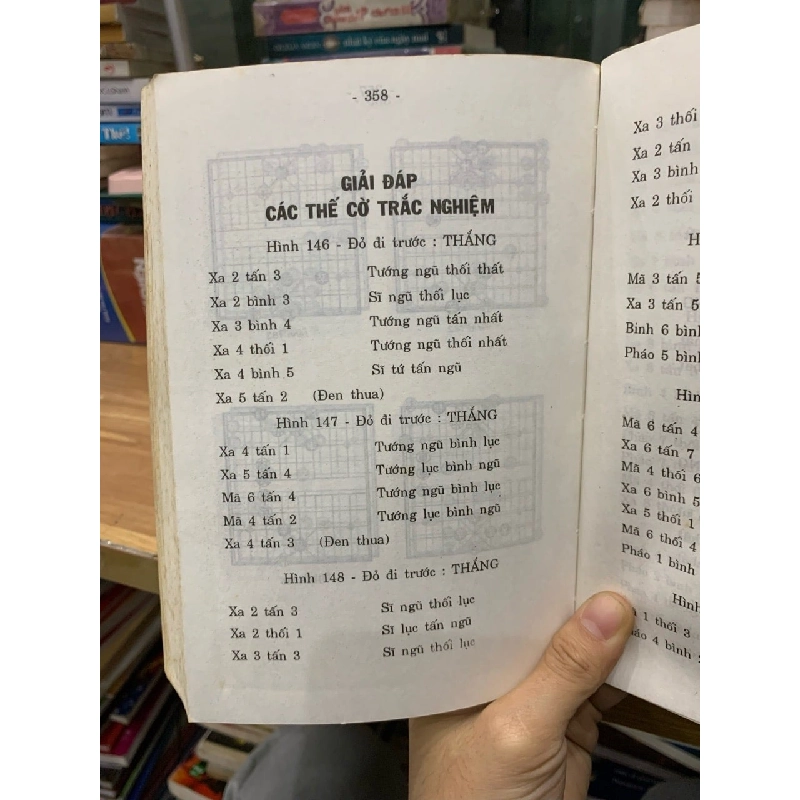 - 358 -
GIẢI ĐÁP
CÁC THẾ CỜ TRẮC NGHIỆM
Hình 146 - Đỏ đi trước : THẮNG
Xa 2 tấn 3 Tướng ngũ thối thất
Xa 2 bình 3 Sĩ ngũ thối lục
Xa 3 bình 4 Tướng ngũ tấn nhất
Xa 4 thối 1 Tướng ngũ thối nhất
Xa 4 bình 5 Sĩ tứ tấn ngũ
Xa 5 tấn 2 (Đen thua)
Hình 147 - Đỏ đi trước : THẮNG
Xa 4 tấn 1 Tướng ngũ bình lục
Xa 5 tấn 4 Tướng lục bình ngũ
Mã 6 tấn 4 Tướng ngũ bình lục
Mã 4 tấn 2 Tướng lục bình ngũ
Xa 4 tấn 3 (Đen thua)
Hình 148 - Đỏ đi trước : THẮNG
Xa 2 tấn 3 Sĩ ngũ thối lục
Xa 2 thối 1 Sĩ lục tấn ngũ
Xa 3 tấn 3 Sĩ ngũ thối lục
Xa 3 thối
Xa 2 tấn
Xa 3 bình
Xa 2 thối
Mã 3 tấn 5
Xa 3 tấn 5
Binh 6 bình
Pháo 5 bình
Hình
Mã 6 tấn 4
Xa 6 tấn 7
Mã 4 thối 6
Xa 6 bình 5
Xa 5 thối 1
Mã 6 thối 4
Pháo 1 bình
1 thối 3
4 bình